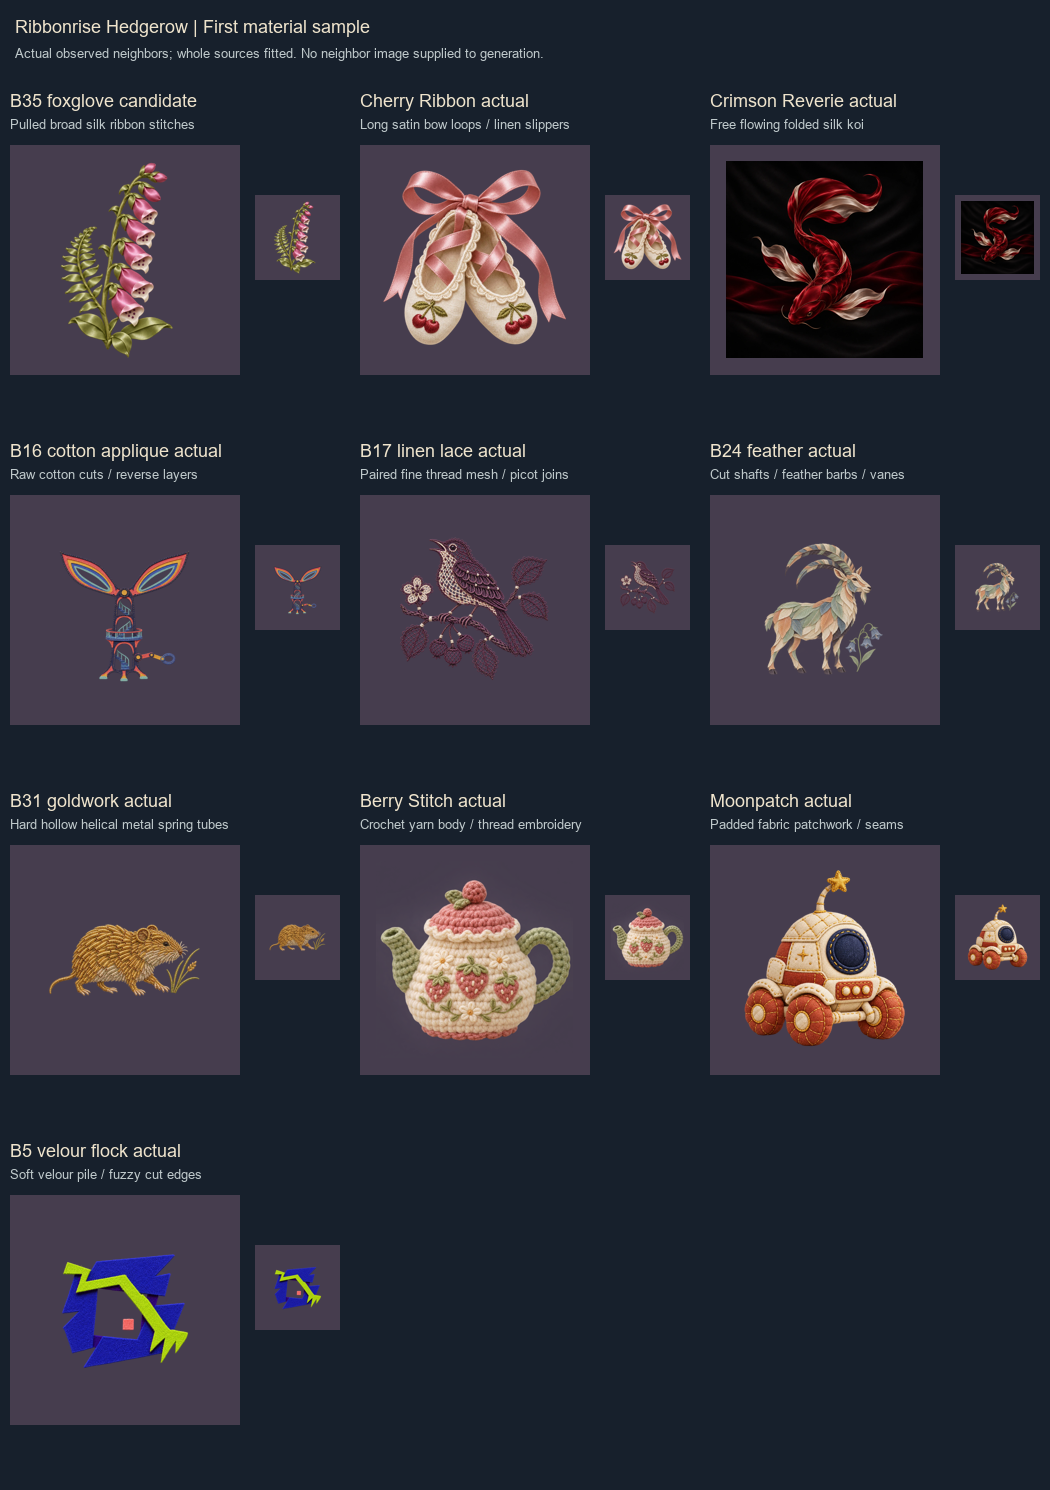 Ribbonrise Hedgerow | First material sample
Actual observed neighbors; whole sources fitted. No neighbor image supplied to generation.
B35 foxglove candidate
Pulled broad silk ribbon stitches
Cherry Ribbon actual
Long satin bow loops / linen slippers
Crimson Reverie actual
Free flowing folded silk koi
B16 cotton applique actual
Raw cotton cuts / reverse layers
B17 linen lace actual
Paired fine thread mesh / picot joins
B24 feather actual
Cut shafts / feather barbs / vanes
B31 goldwork actual
Hard hollow helical metal spring tubes
Berry Stitch actual
Crochet yarn body / thread embroidery
Moonpatch actual
Padded fabric patchwork / seams
B5 velour flock actual
Soft velour pile / fuzzy cut edges